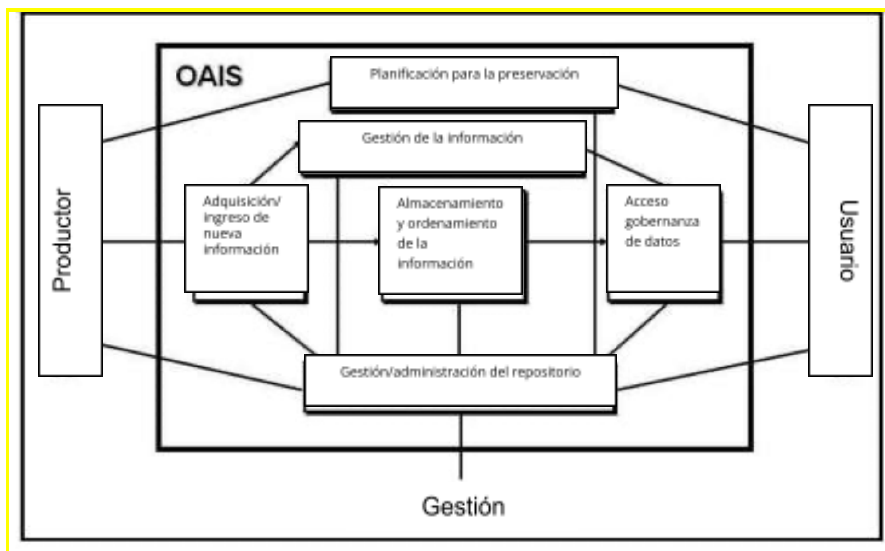 OAIS
Planificación para la preservación
Gestión de la información
Productor
Adquisición/
ingreso de
nueva
información
Almacenamiento
y ordenamiento
de la
información
Acceso
gobernanza
de datos
Usuario
Gestión/administración del repositorio
Gestión